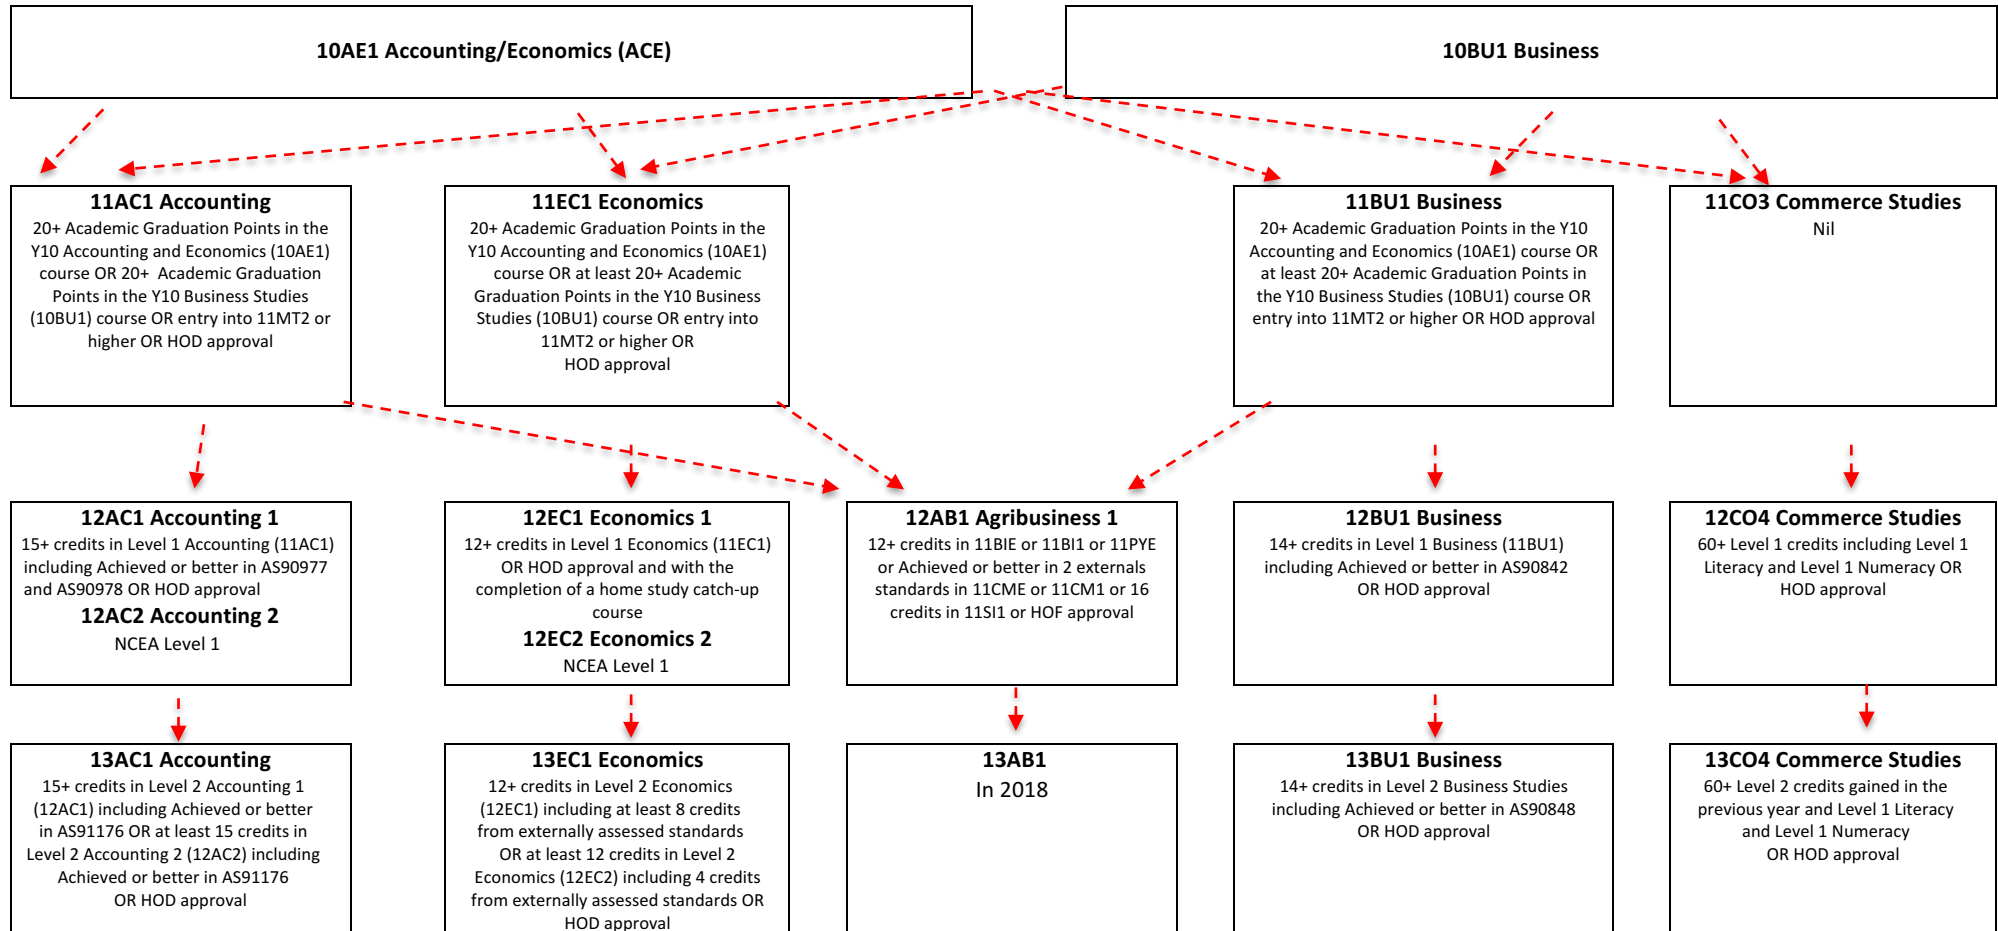 10AE1 Accounting/Economics (ACE)
10BU1 Business
11AC1 Accounting
20+ Academic Graduation Points in the
Y10 Accounting and Economics (10AE1)
course OR 20+ Academic Graduation
Points in the Y10 Business Studies
(10BU1) course OR entry into 11MT2 or
higher OR HOD approval
11EC1 Economics
20+ Academic Graduation Points in the
Y10 Accounting and Economics (10AE1)
course OR at least 20+ Academic
Graduation Points in the Y10 Business
Studies (10BU1) course OR entry into
11MT2 or higher OR
HOD approval
11BU1 Business
20+ Academic Graduation Points in the Y10
Accounting and Economics (10AE1) course OR
at least 20+ Academic Graduation Points in
the Y10 Business Studies (10BU1) course OR
entry into 11MT2 or higher OR HOD approval
11CO3 Commerce Studies
Nil
12AC1 Accounting 1
15+ credits in Level 1 Accounting (11AC1)
including Achieved or better in AS90977
and AS90978 OR HOD approval
12AC2 Accounting 2
NCEA Level 1
12EC1 Economics 1
12+ credits in Level 1 Economics (11EC1)
OR HOD approval and with the
completion of a home study catch-up
course
12EC2 Economics 2
NCEA Level 1
12AB1 Agribusiness 1
12+ credits in 11BIE or 11BI1 or 11PYE
or Achieved or better in 2 externals
standards in 11CME or 11CM1 or 16
credits in 11SI1 or HOF approval
12BU1 Business
14+ credits in Level 1 Business (11BU1)
including Achieved or better in AS90842
OR HOD approval
12CO4 Commerce Studies
60+ Level 1 credits including Level 1
Literacy and Level 1 Numeracy OR
HOD approval
13AC1 Accounting
15+ credits in Level 2 Accounting 1
(12AC1) including Achieved or better
in AS91176 OR at least 15 credits in
Level 2 Accounting 2 (12AC2) including
Achieved or better in AS91176
OR HOD approval
13EC1 Economics
12+ credits in Level 2 Economics
(12EC1) including at least 8 credits
from externally assessed standards
OR at least 12 credits in Level 2
Economics (12EC2) including 4 credits
from externally assessed standards OR
HOD approval
13AB1
In 2018
13BU1 Business
14+ credits in Level 2 Business Studies
including Achieved or better in AS90848
OR HOD approval
13CO4 Commerce Studies
60+ Level 2 credits gained in the
previous year and Level 1 Literacy
and Level 1 Numeracy
OR HOD approval